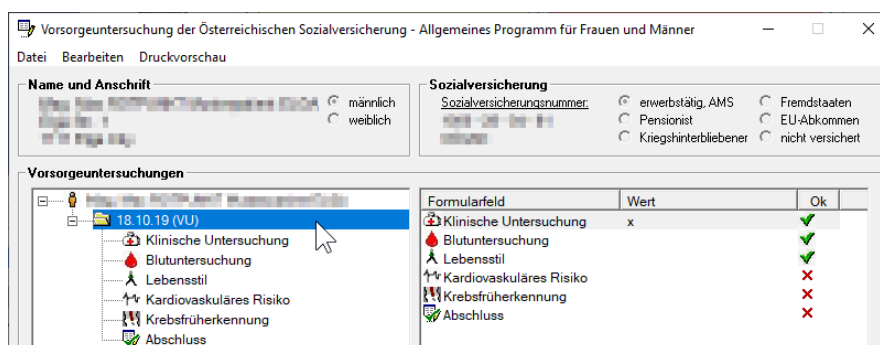 Vorsorgeuntersuchung der Österreichischen Sozialversicherung - Allgemeines Programm für Frauen und Männer
Datei Bearbeiten Druckvorschau
Name und Anschrift
männlich
weiblich
Sozialversicherung
Sozialversicherungsnummer:
erwerbstätig, AMS
Fremdstaaten
Pensionist
EU-Abkommen
Kriegshinterbliebener
nicht versichert
Vorsorgeuntersuchungen
18.10.19 (VU)
Klinische Untersuchung
Blutuntersuchung
Lebensstil
Kardiovaskuläres Risiko
Krebsfrüherkennung
Abschluss
Formularfeld Wert Ok
Klinische Untersuchung x
Blutuntersuchung
Lebensstil
Kardiovaskuläres Risiko
Krebsfrüherkennung
Abschluss